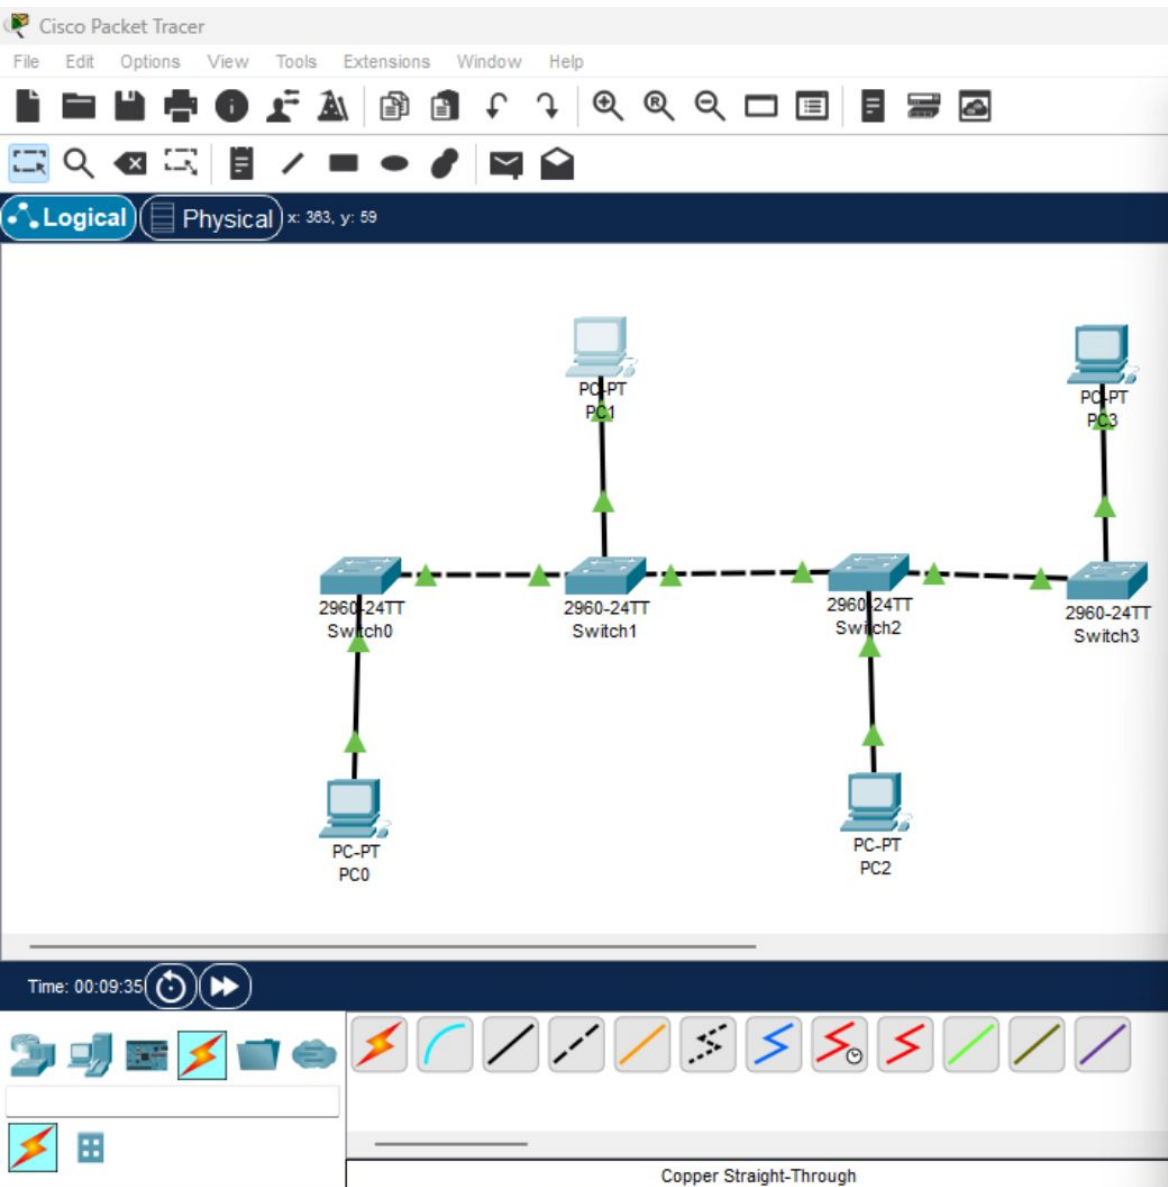 Cisco Packet Tracer
File Edit Options View Tools Extensions Window Help
Logical Physical x: 363, y: 59
PC-PT
PC1
PC-PT
PC3
2960-24TT
Switch0
2960-24TT
Switch1
2960-24TT
Switch2
2960-24TT
Switch3
PC-PT
PC0
PC-PT
PC2
Time: 00:09:35
Copper Straight-Through